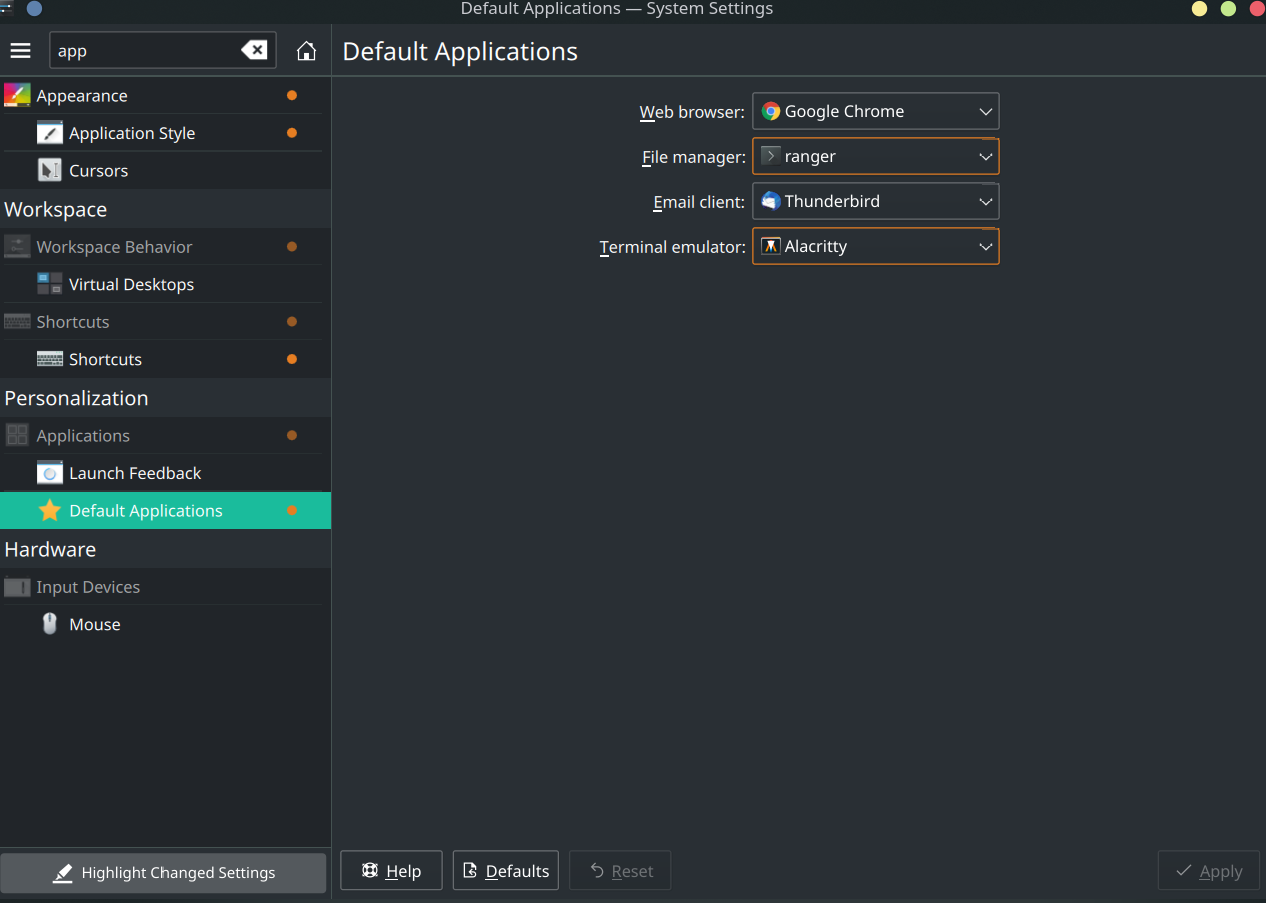 Default Applications — System Settings
app
Appearance
Application Style
Cursors
Workspace
Workspace Behavior
Virtual Desktops
Shortcuts
Shortcuts
Personalization
Applications
Launch Feedback
Default Applications
Hardware
Input Devices
Mouse
Highlight Changed Settings
Default Applications
Web browser: Google Chrome
File manager: ranger
Email client: Thunderbird
Terminal emulator: Alacritty
Help Defaults Reset Apply